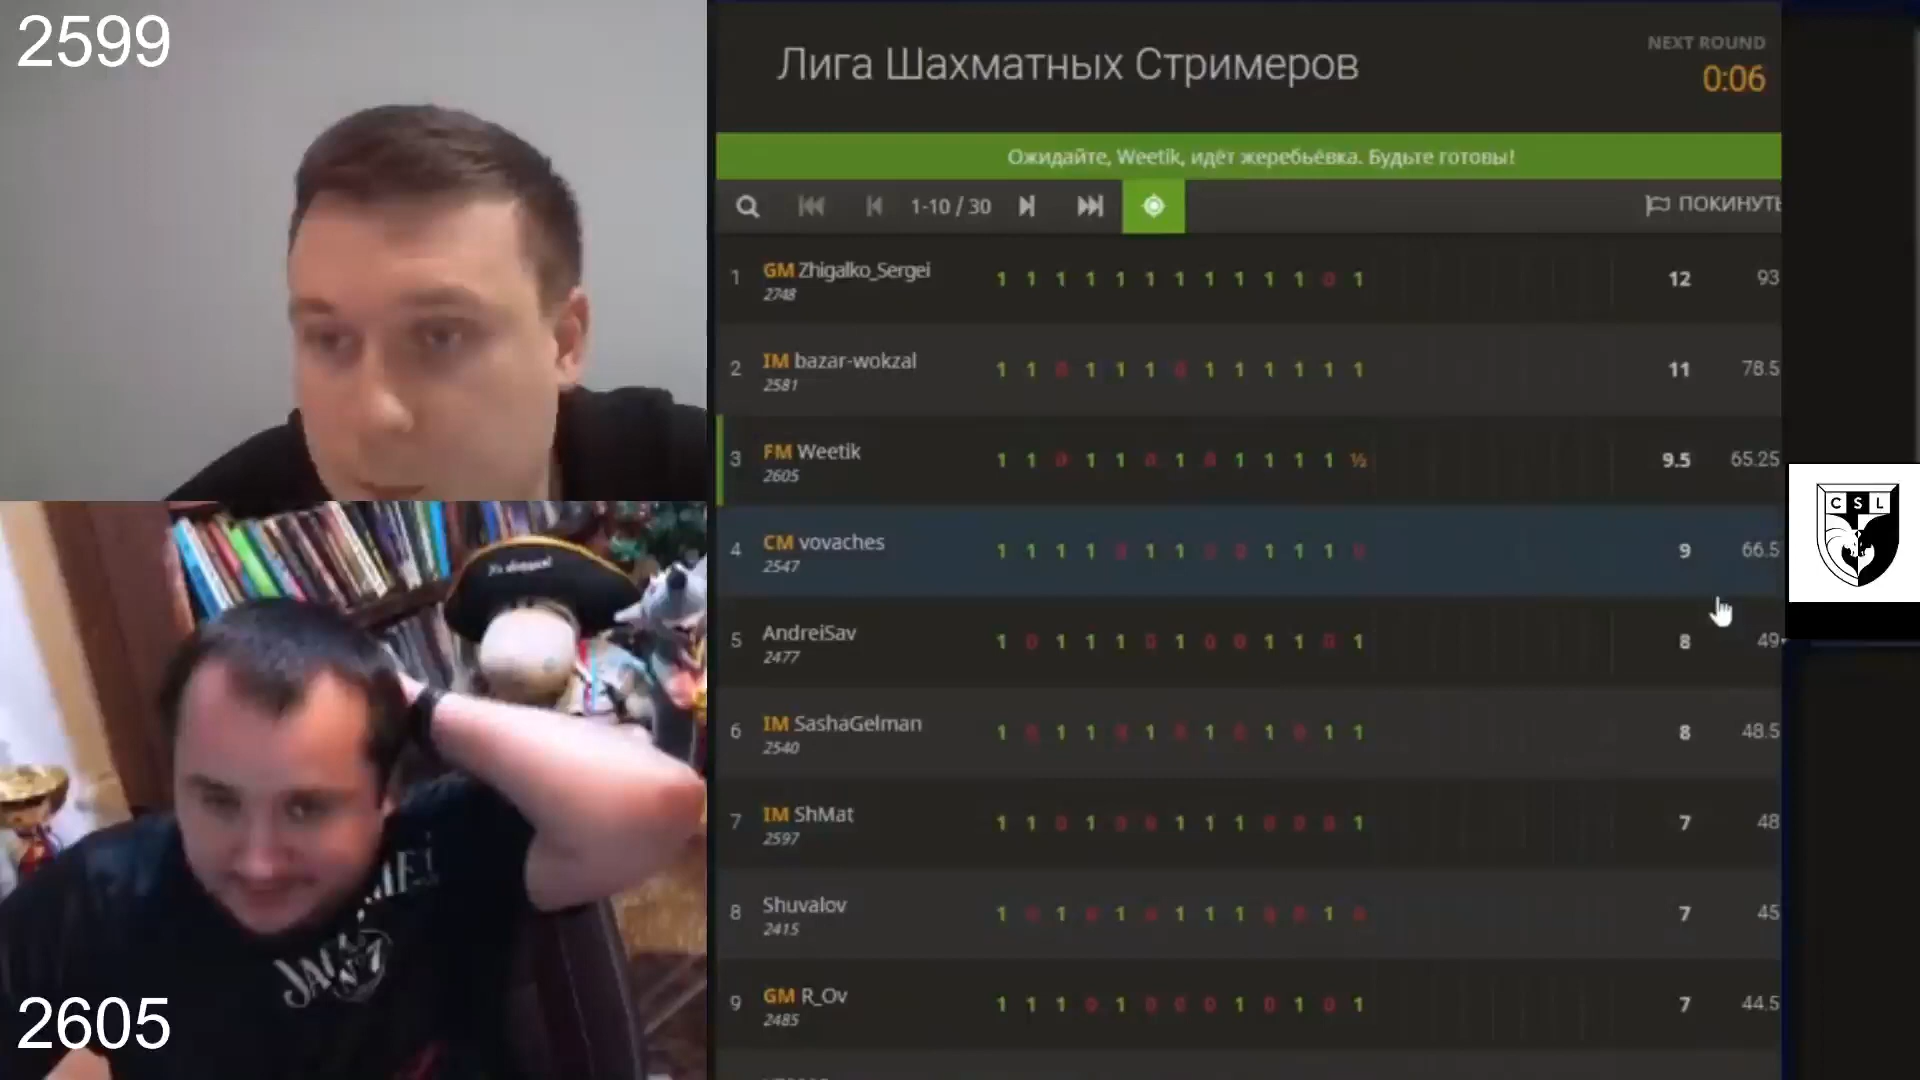 2599
Лига Шахматных Стримеров
NEXT ROUND
0:06
Ожидайте, Weetik, идёт жеребьёвка. Будьте готовы!
1-10 / 30
ПОКИНУТЬ
1 GM Zhigalko_Sergei 1 1 1 1 1 1 1 1 1 1 1 0 1 12 93
2748
2 IM bazar-wokzal 1 1 0 1 1 1 0 1 1 1 1 1 1 11 78.5
2581
3 FM Weetik 1 1 0 1 1 0 1 0 1 1 1 1 ½ 9.5 65.25
2605
4 CM vovaches 1 1 1 1 0 1 1 0 0 1 1 1 0 9 66.5
2547
5 AndreiSav 1 0 1 1 1 0 1 0 0 1 1 0 1 8 49
2477
6 IM SashaGelman 1 0 1 1 0 1 0 1 0 1 0 1 1 8 48.5
2540
7 IM ShMat 1 1 0 1 0 0 1 1 1 0 0 0 1 7 48
2597
8 Shuvalov 1 0 1 0 1 0 1 1 1 0 0 1 0 7 45
2415
9 GM R_Ov 1 1 1 0 1 0 0 0 1 0 1 0 1 7 44.5
2485
CSL
JA
N°7
2605